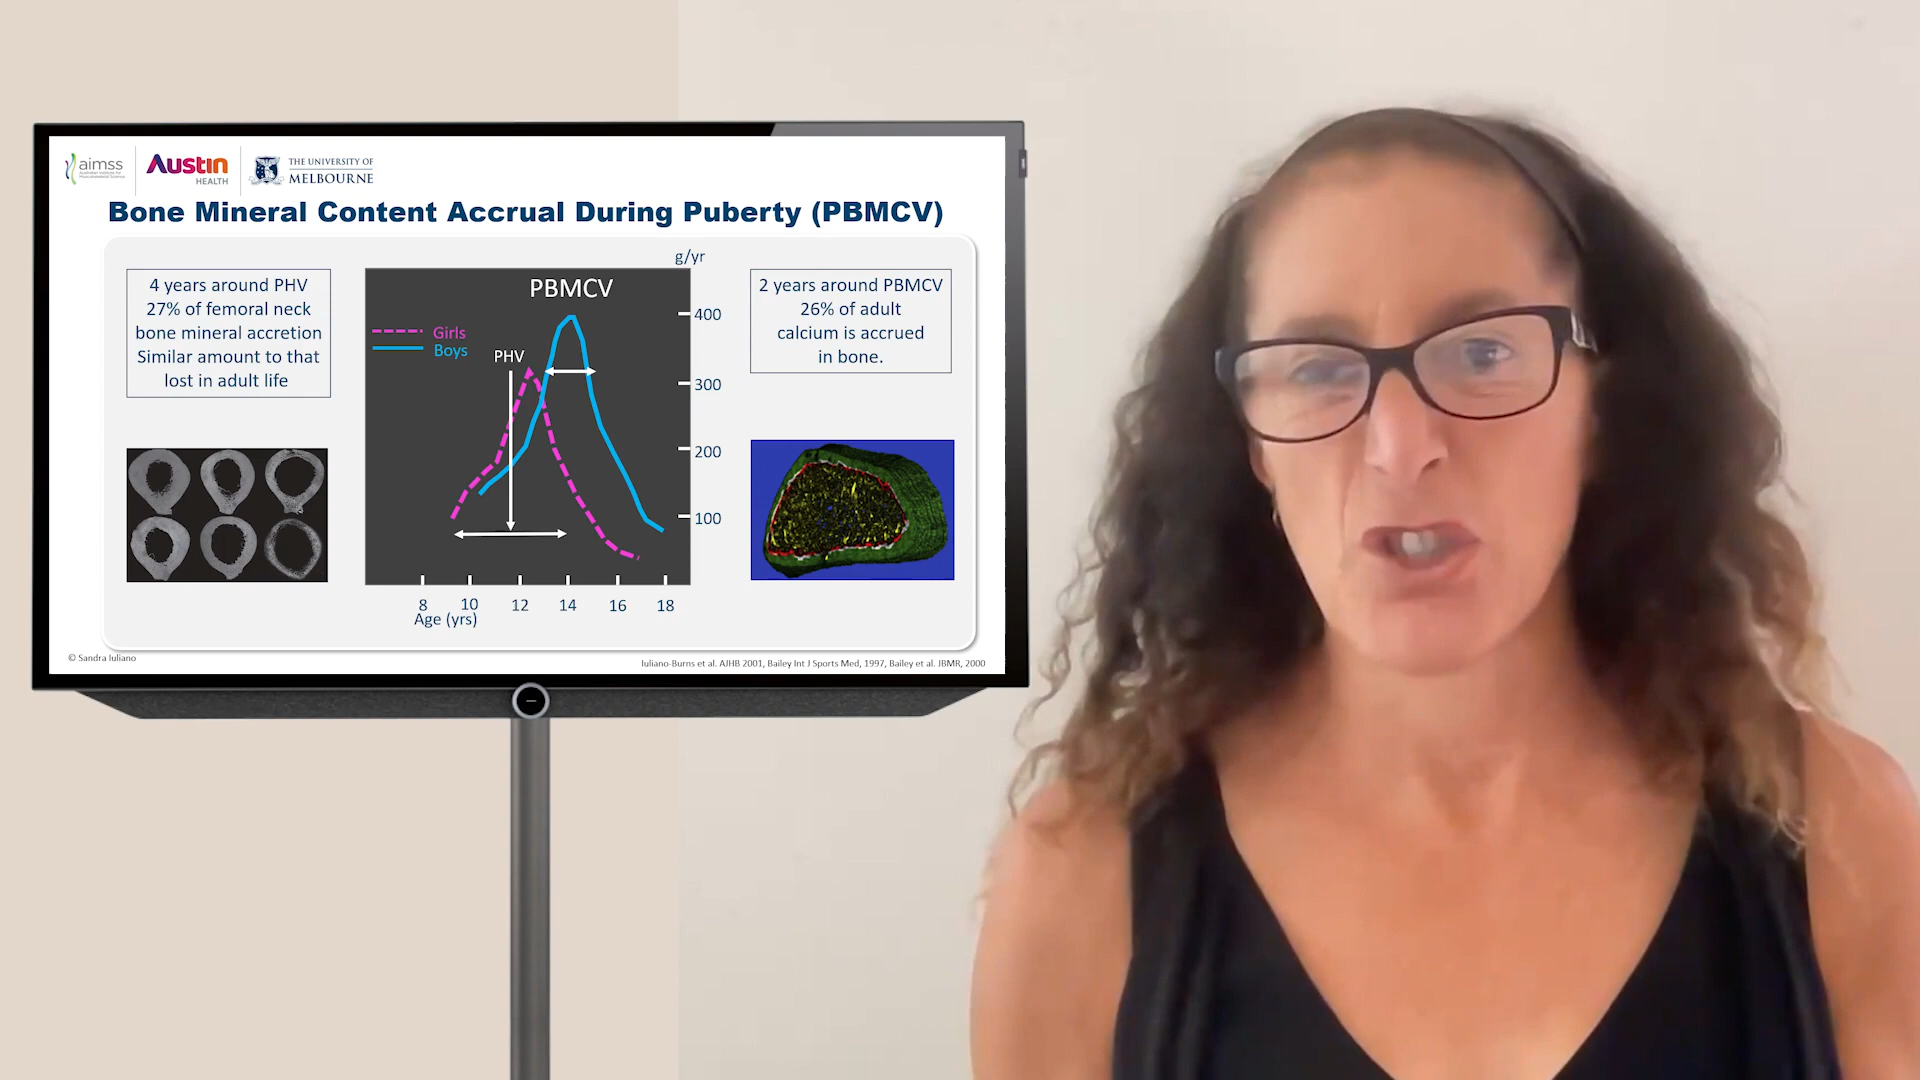 aimss
Austin
HEALTH
THE UNIVERSITY OF
MELBOURNE
Bone Mineral Content Accrual During Puberty (PBMCV)
4 years around PHV
27% of femoral neck
bone mineral accretion
Similar amount to that
lost in adult life
g/yr
PBMCV
Girls
Boys
PHV
400
300
200
100
8
10
12
14
16
18
Age (yrs)
2 years around PBMCV
26% of adult
calcium is accrued
in bone.
© Sandra Iuliano
Iuliano-Burns et al. AJHB 2001, Bailey Int J Sports Med, 1997, Bailey et al. JBMR, 2000